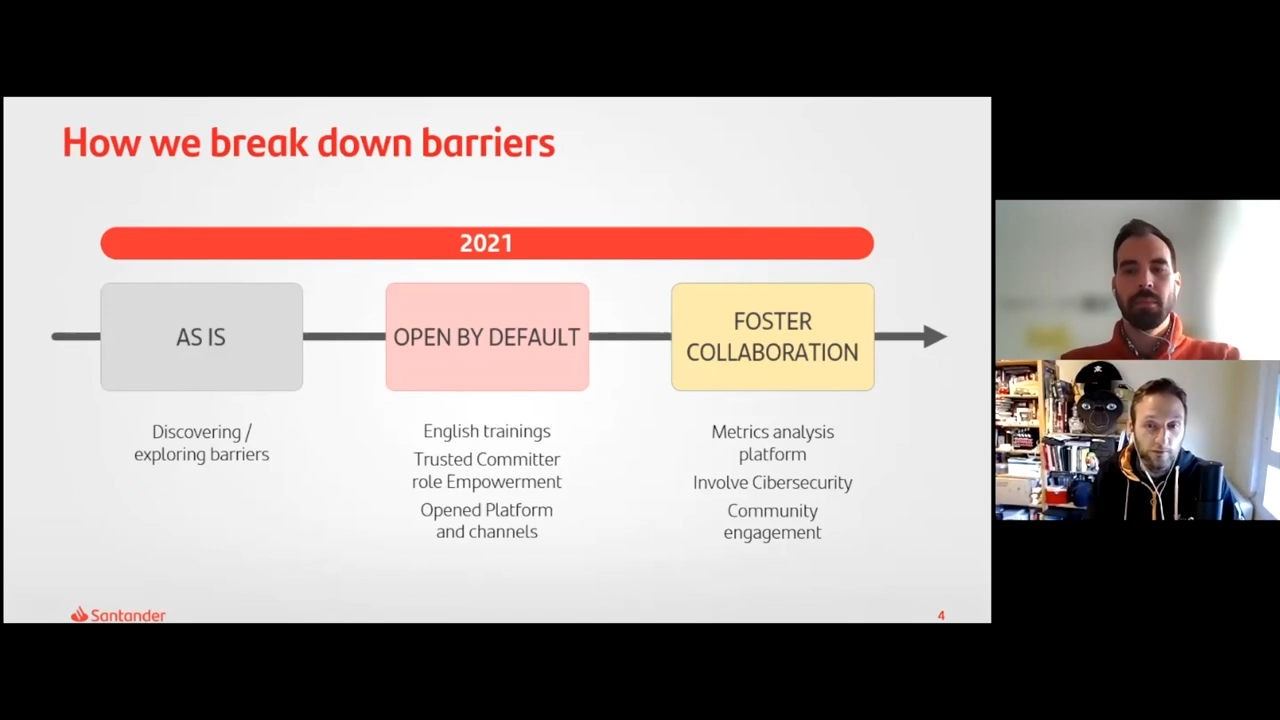 How we break down barriers
2021
AS IS
OPEN BY DEFAULT
FOSTER
COLLABORATION
Discovering /
exploring barriers
English trainings
Trusted Committer
role Empowerment
Opened Platform
and channels
Metrics analysis
platform
Involve Cibersecurity
Community
engagement
Santander
4